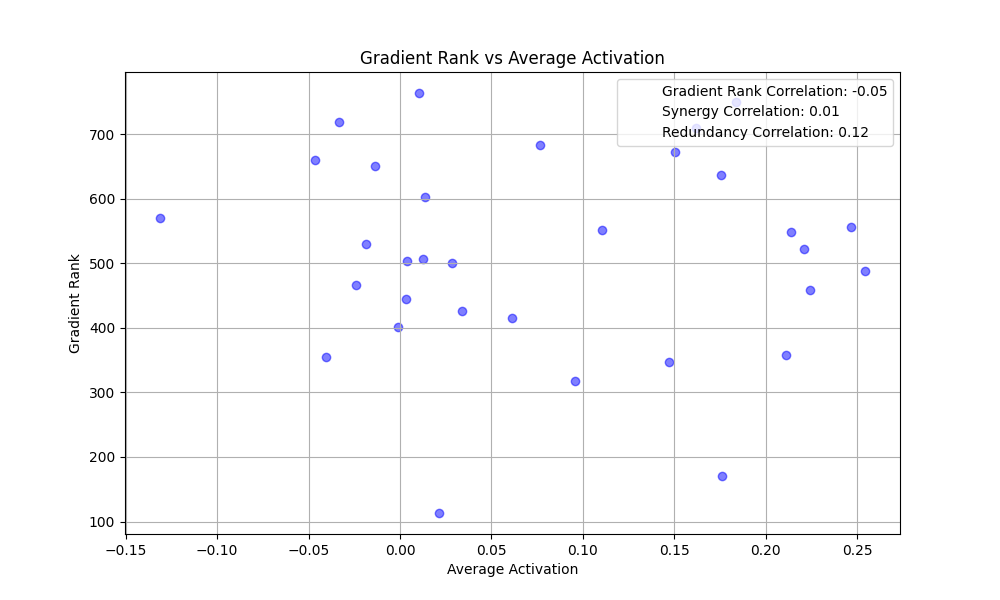 Gradient Rank vs Average Activation
Gradient Rank Correlation: -0.05
Synergy Correlation: 0.01
Redundancy Correlation: 0.12
700
600
500
400
300
200
100
Gradient Rank
−0.15 −0.10 −0.05 0.00 0.05 0.10 0.15 0.20 0.25
Average Activation